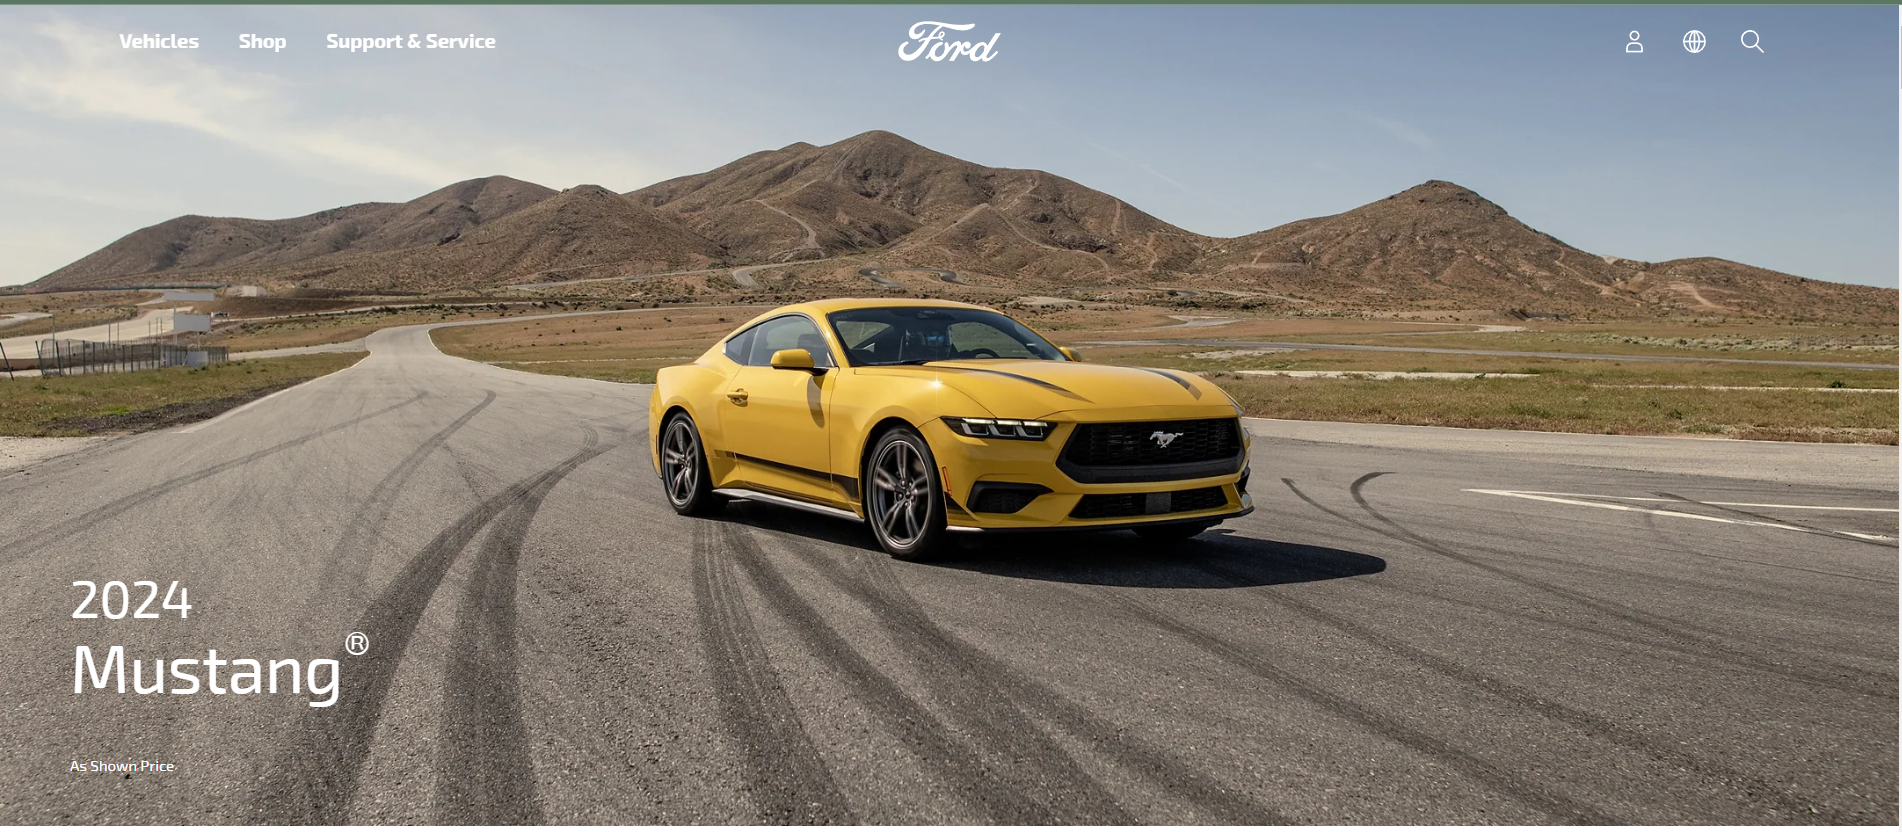 Vehicles Shop Support & Service
Ford
2024
Mustang®
As Shown Price